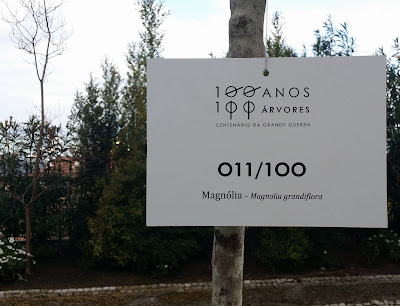 100 ANOS
100 ÁRVORES
CENTENÁRIO DA GRANDE GUERRA
011/100
Magnólia – Magnolia grandiflora